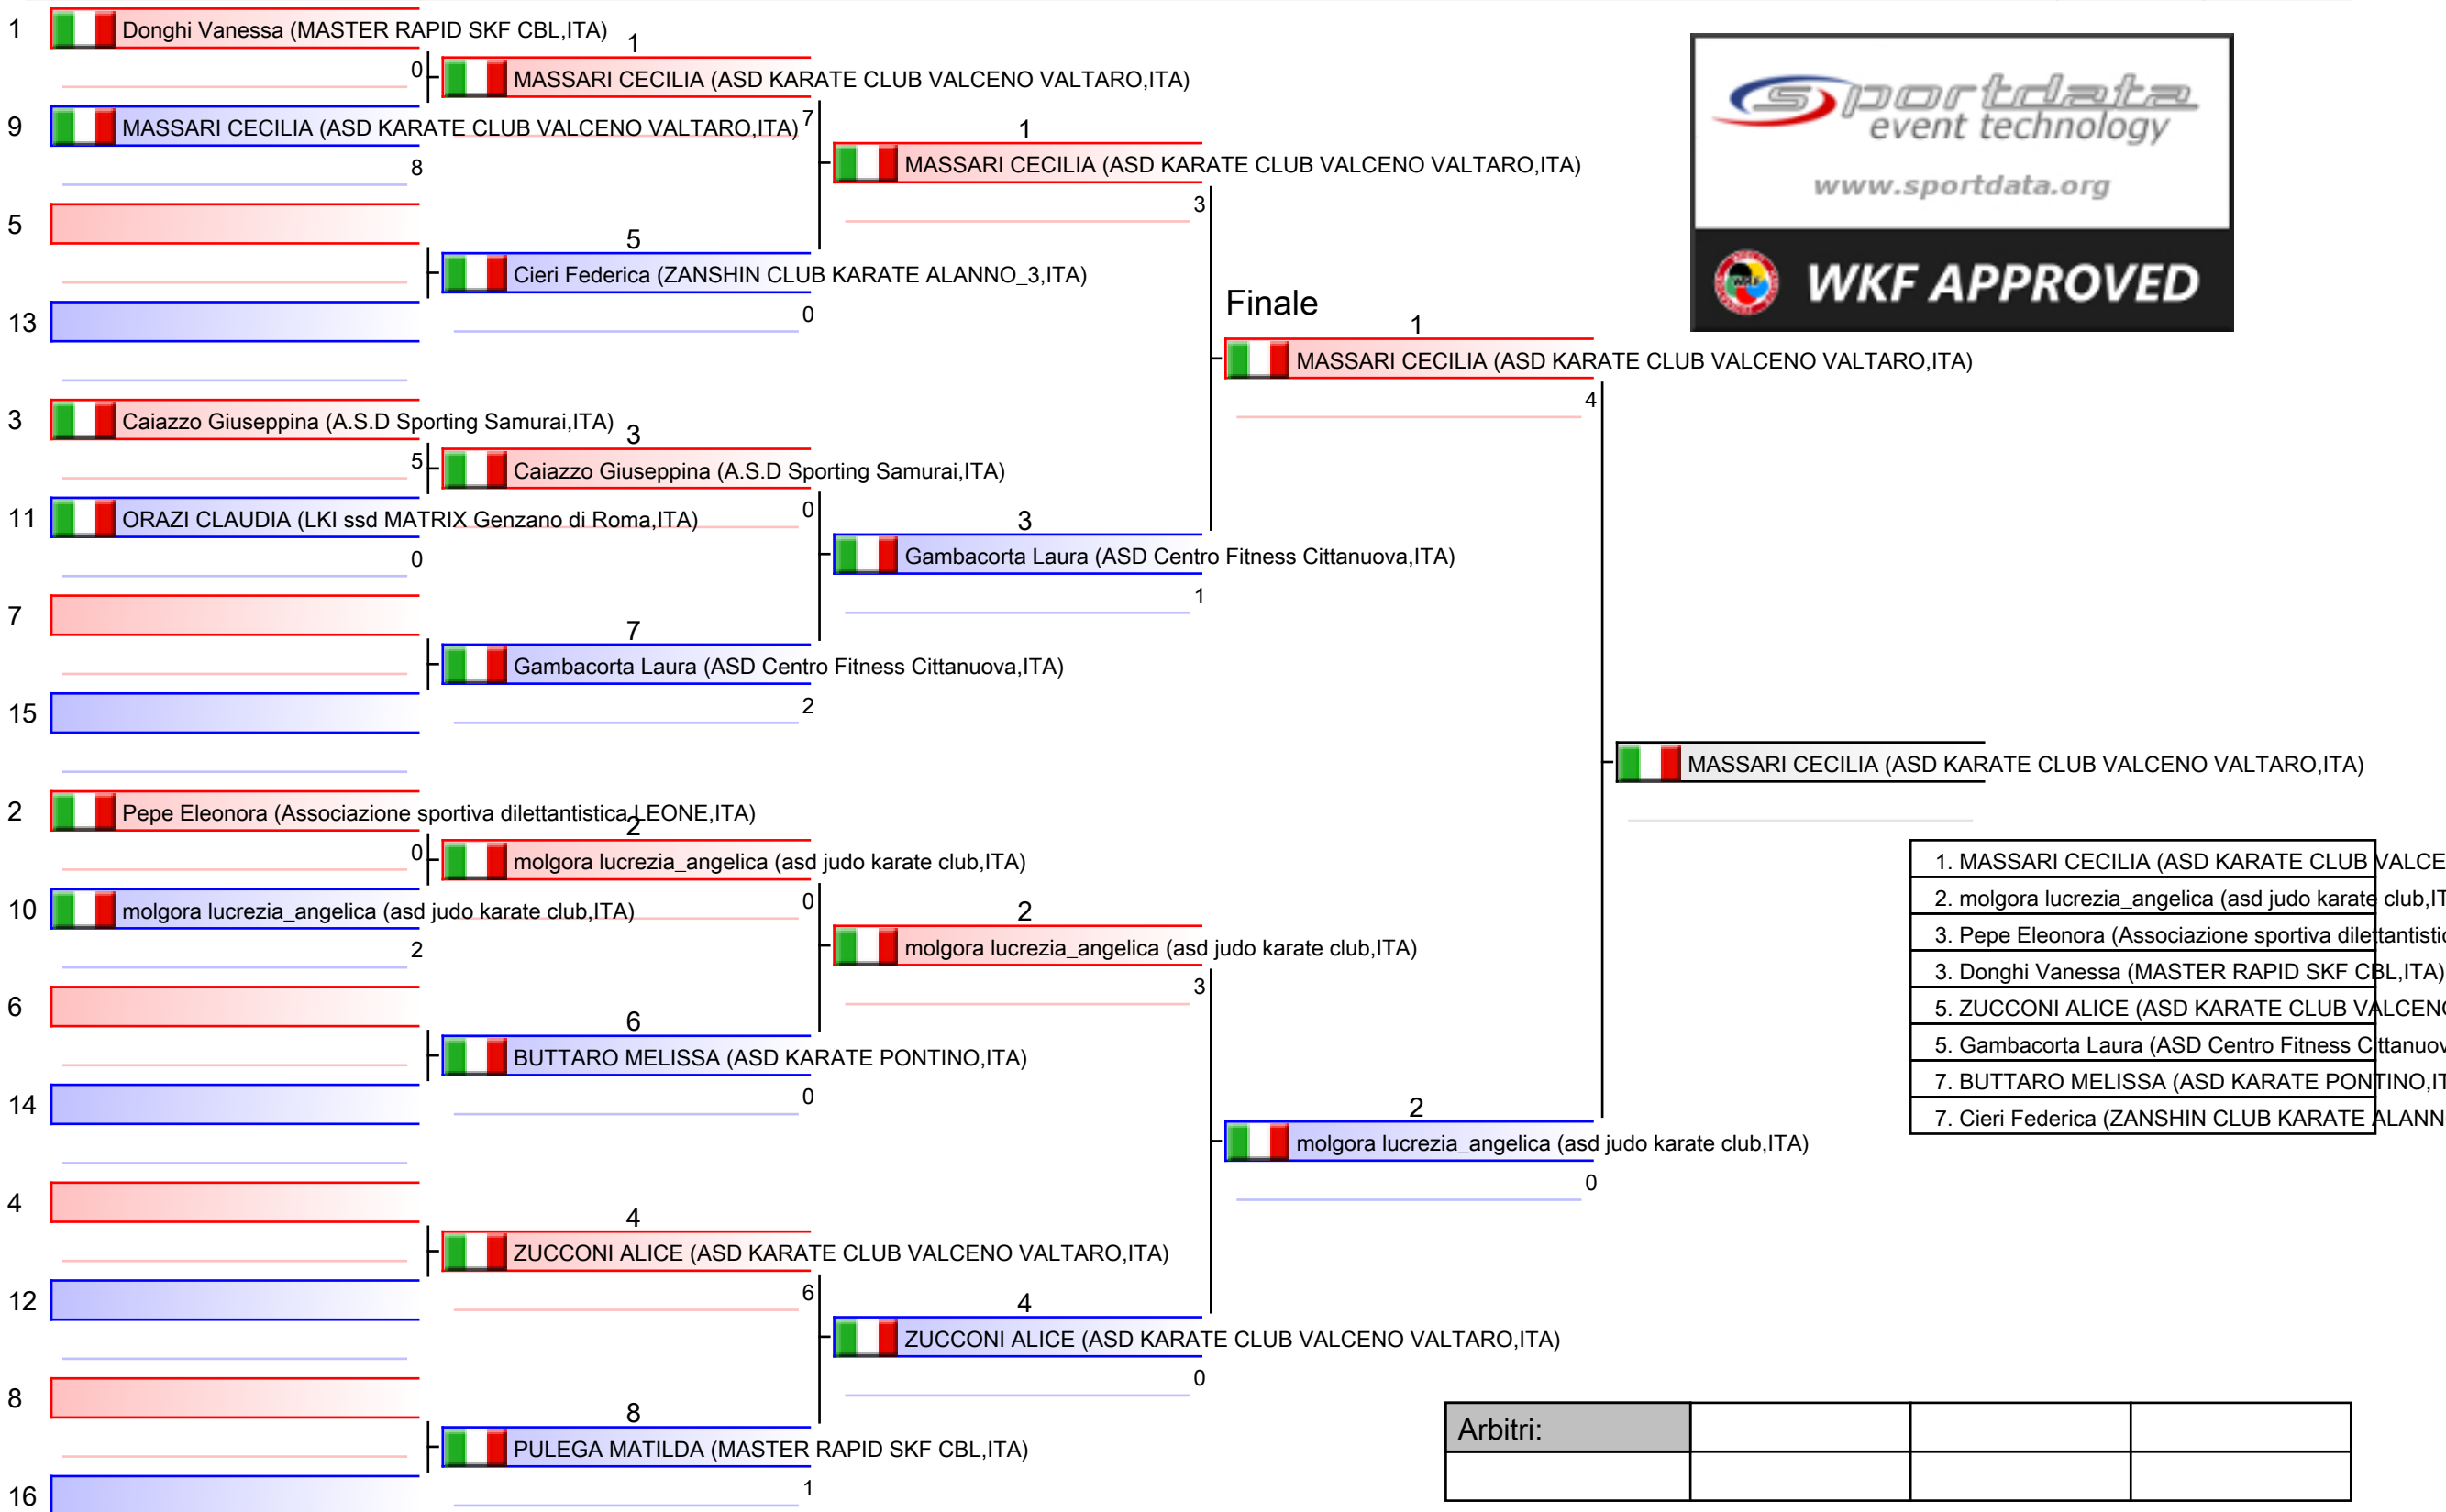 1 Donghi Vanessa (MASTER RAPID SKF CBL,ITA)
0
1
MASSARI CECILIA (ASD KARATE CLUB VALCENO VALTARO,ITA)
7
9 MASSARI CECILIA (ASD KARATE CLUB VALCENO VALTARO,ITA)
8
1
MASSARI CECILIA (ASD KARATE CLUB VALCENO VALTARO,ITA)
3
5
5
Cieri Federica (ZANSHIN CLUB KARATE ALANNO_3,ITA)
0
13
Finale
1
MASSARI CECILIA (ASD KARATE CLUB VALCENO VALTARO,ITA)
4
3 Caiazzo Giuseppina (A.S.D Sporting Samurai,ITA)
5
3
Caiazzo Giuseppina (A.S.D Sporting Samurai,ITA)
0
11 ORAZI CLAUDIA (LKI ssd MATRIX Genzano di Roma,ITA)
0
3
Gambacorta Laura (ASD Centro Fitness Cittanuova,ITA)
1
7
7
Gambacorta Laura (ASD Centro Fitness Cittanuova,ITA)
2
15
MASSARI CECILIA (ASD KARATE CLUB VALCENO VALTARO,ITA)
2 Pepe Eleonora (Associazione sportiva dilettantistica LEONE,ITA)
0
2
molgora lucrezia_angelica (asd judo karate club,ITA)
0
10 molgora lucrezia_angelica (asd judo karate club,ITA)
2
2
molgora lucrezia_angelica (asd judo karate club,ITA)
3
6
6
BUTTARO MELISSA (ASD KARATE PONTINO,ITA)
0
14
2
molgora lucrezia_angelica (asd judo karate club,ITA)
0
4
4
ZUCCONI ALICE (ASD KARATE CLUB VALCENO VALTARO,ITA)
6
12
4
ZUCCONI ALICE (ASD KARATE CLUB VALCENO VALTARO,ITA)
0
8
8
PULEGA MATILDA (MASTER RAPID SKF CBL,ITA)
1
16
sportdata
event technology
www.sportdata.org
WKF APPROVED
1. MASSARI CECILIA (ASD KARATE CLUB VALCE
2. molgora lucrezia_angelica (asd judo karate club,IT
3. Pepe Eleonora (Associazione sportiva dilettantistic
3. Donghi Vanessa (MASTER RAPID SKF CBL,ITA)
5. ZUCCONI ALICE (ASD KARATE CLUB VALCENO
5. Gambacorta Laura (ASD Centro Fitness Cittanuov
7. BUTTARO MELISSA (ASD KARATE PONTINO,IT
7. Cieri Federica (ZANSHIN CLUB KARATE ALANN
Arbitri: